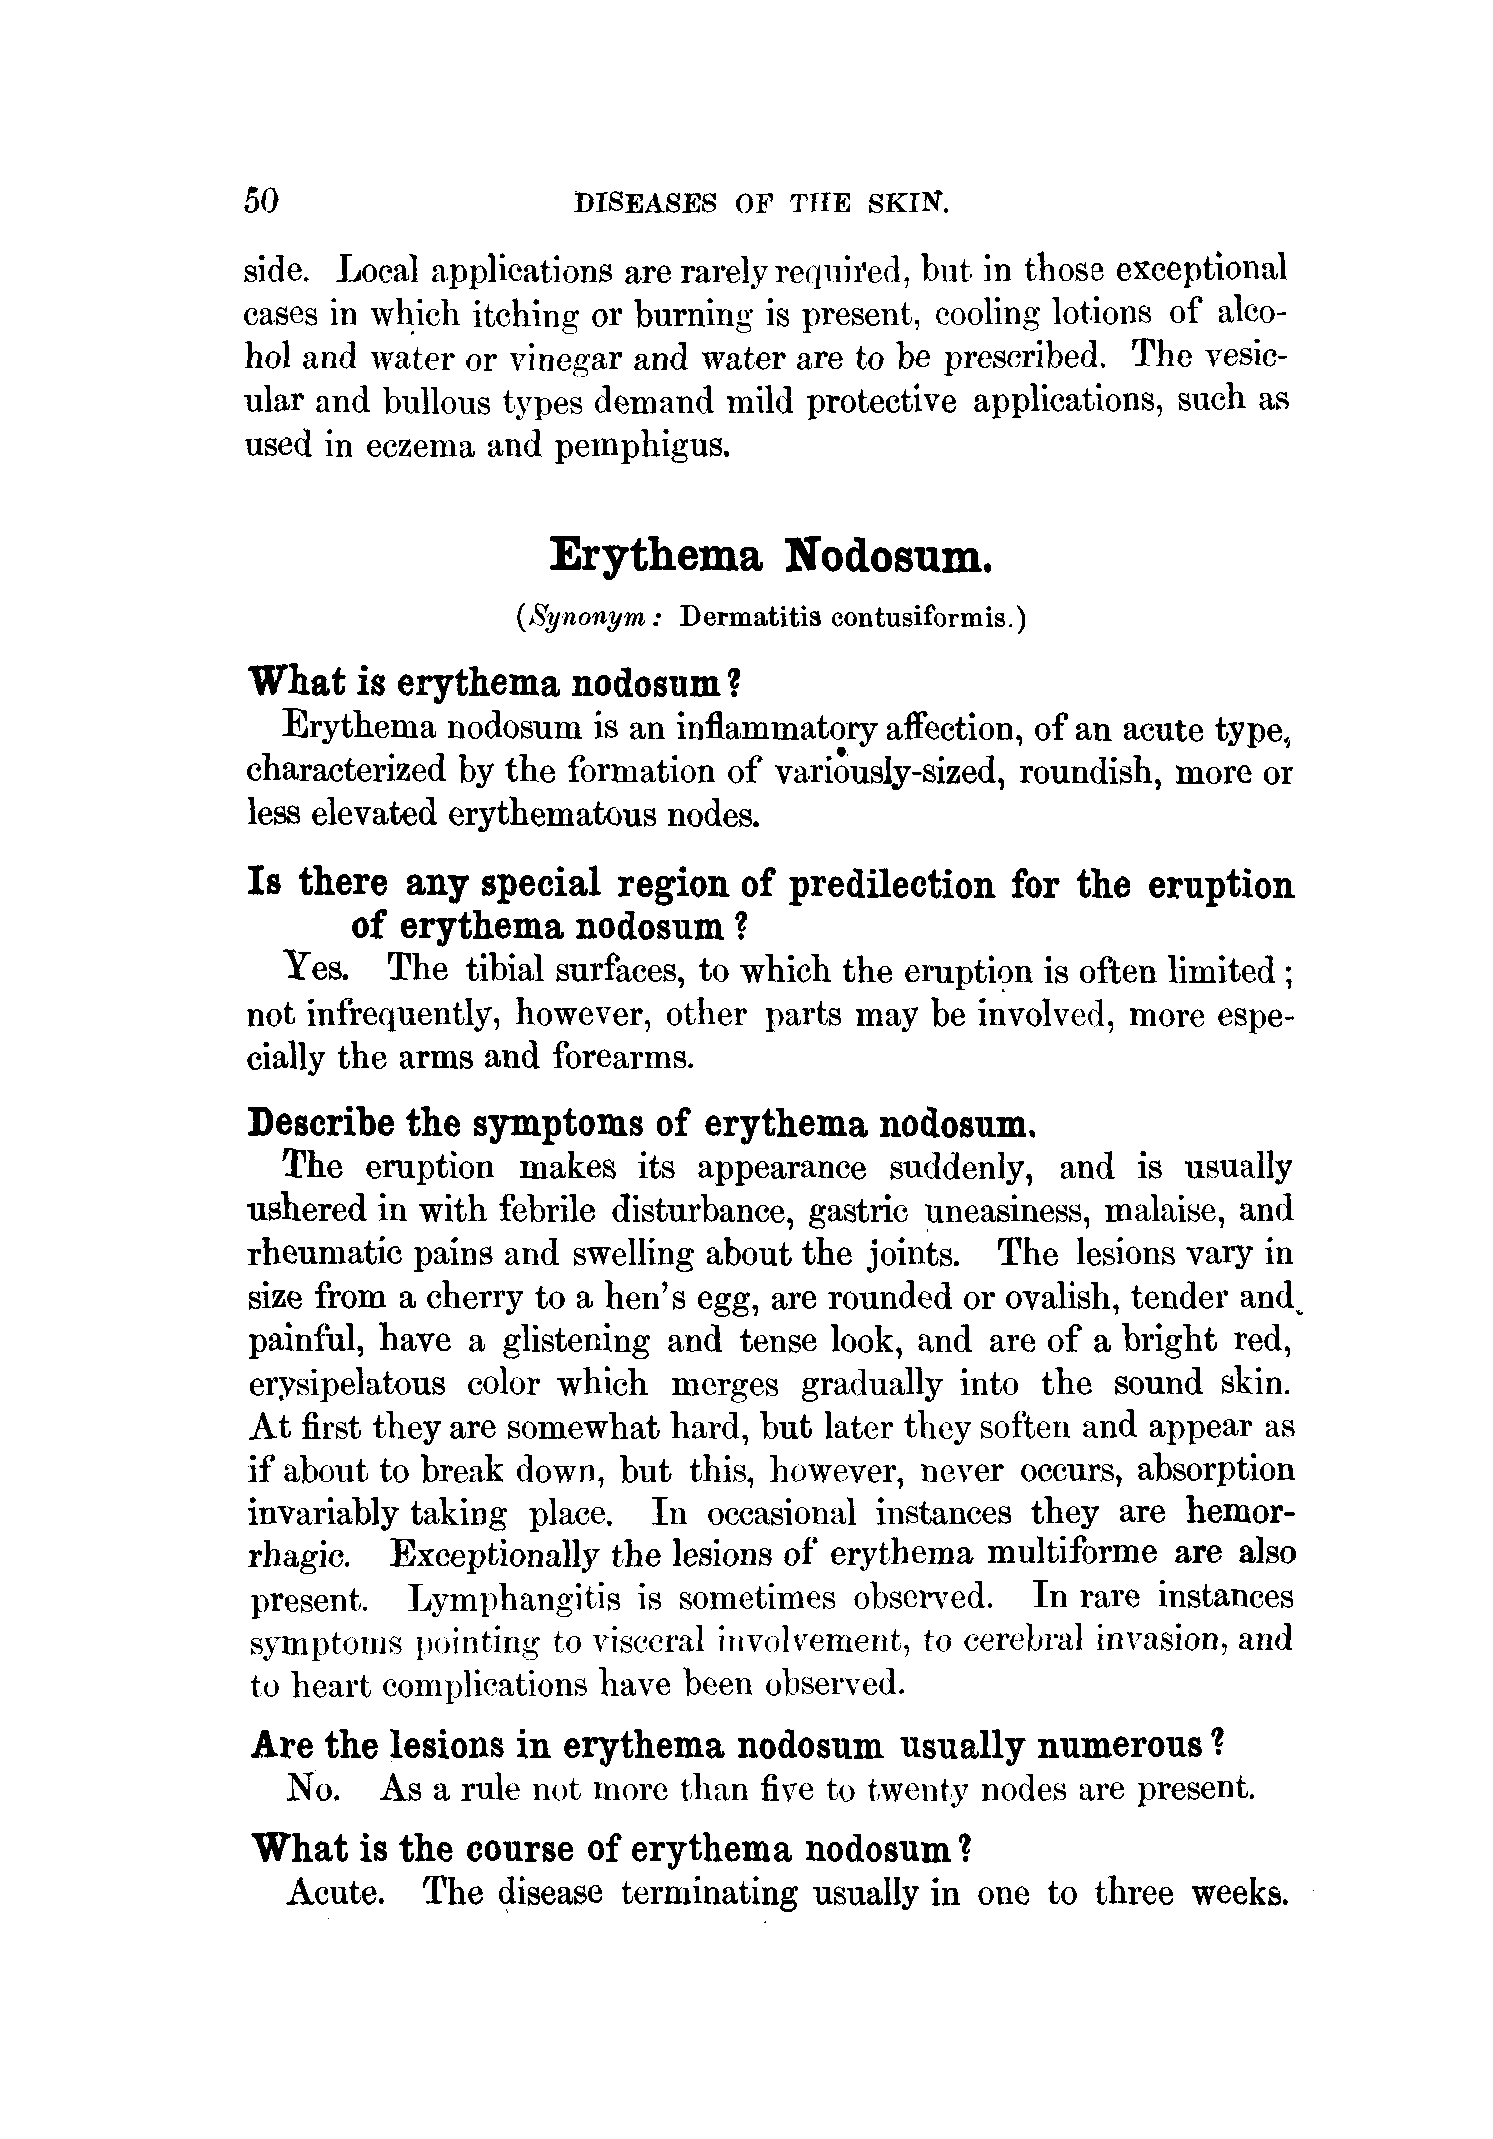 50 DISEASES OF THE SKIN.
side. Local applications are rarely required, but in those exceptional
cases in which itching or burning is present, cooling lotions of alco-
hol and water or vinegar and water are to be prescribed. The vesic-
ular and bullous types demand mild protective applications, such as
used in eczema and pemphigus.
Erythema Nodosum.
(Synonym: Dermatitis contusiformis.)
What is erythema nodosum?
Erythema nodosum is an inflammatory affection, of an acute type,
characterized by the formation of variously-sized, roundish, more or
less elevated erythematous nodes.
Is there any special region of predilection for the eruption
of erythema nodosum?
Yes. The tibial surfaces, to which the eruption is often limited;
not infrequently, however, other parts may be involved, more espe-
cially the arms and forearms.
Describe the symptoms of erythema nodosum.
The eruption makes its appearance suddenly, and is usually
ushered in with febrile disturbance, gastric uneasiness, malaise, and
rheumatic pains and swelling about the joints. The lesions vary in
size from a cherry to a hen's egg, are rounded or ovalish, tender and
painful, have a glistening and tense look, and are of a bright red,
erysipelatous color which merges gradually into the sound skin.
At first they are somewhat hard, but later they soften and appear as
if about to break down, but this, however, never occurs, absorption
invariably taking place. In occasional instances they are hemor-
rhagic. Exceptionally the lesions of erythema multiforme are also
present. Lymphangitis is sometimes observed. In rare instances
symptoms pointing to visceral involvement, to cerebral invasion, and
to heart complications have been observed.
Are the lesions in erythema nodosum usually numerous?
No. As a rule not more than five to twenty nodes are present.
What is the course of erythema nodosum?
Acute. The disease terminating usually in one to three weeks.